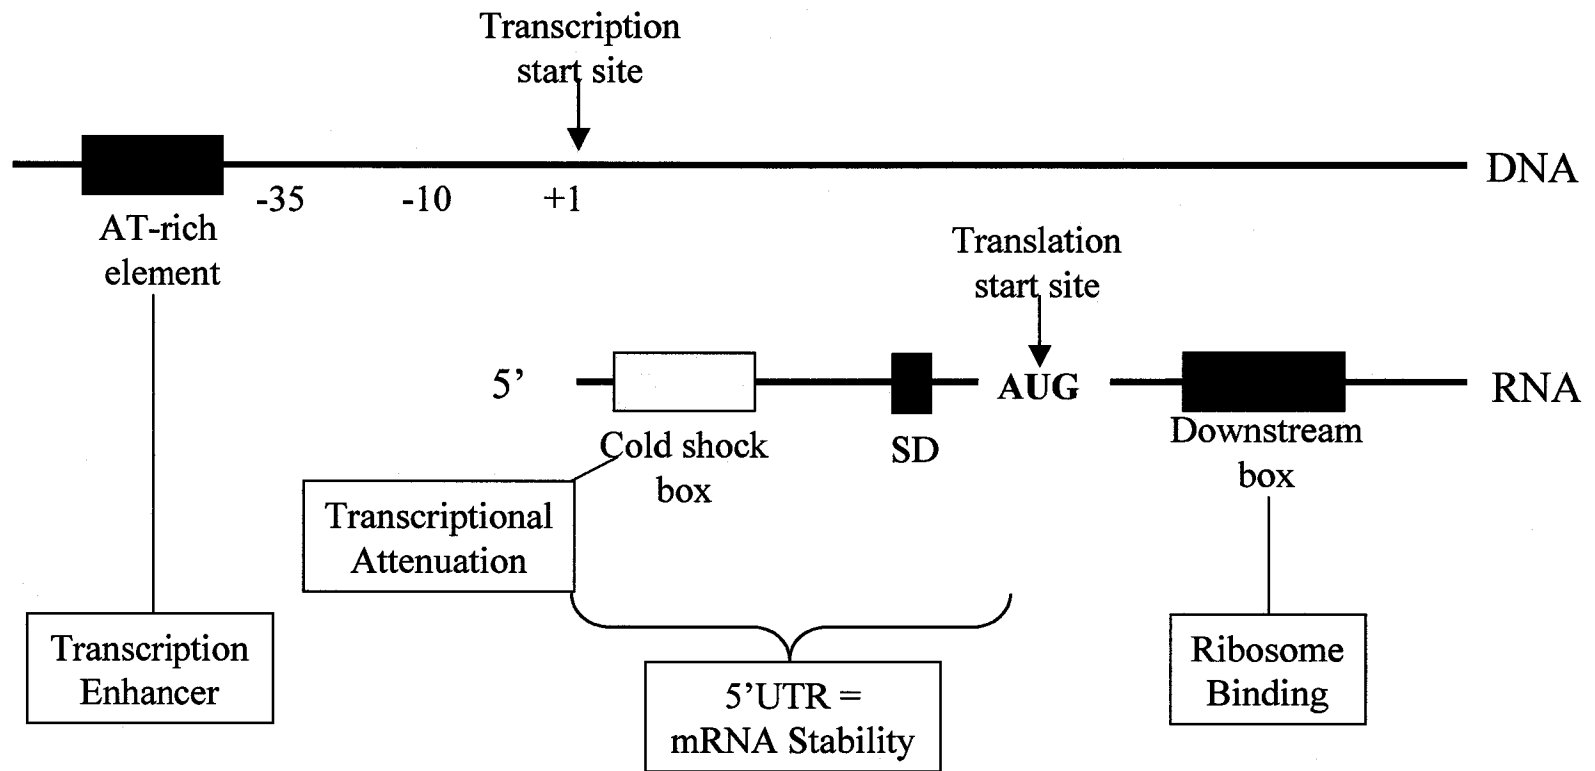 Transcription
start site
DNA
-35
-10
+1
AT-rich
element
Translation
start site
5’
AUG
RNA
Cold shock
box
SD
Downstream
box
Transcriptional
Attenuation
Transcription
Enhancer
5’UTR =
mRNA Stability
Ribosome
Binding